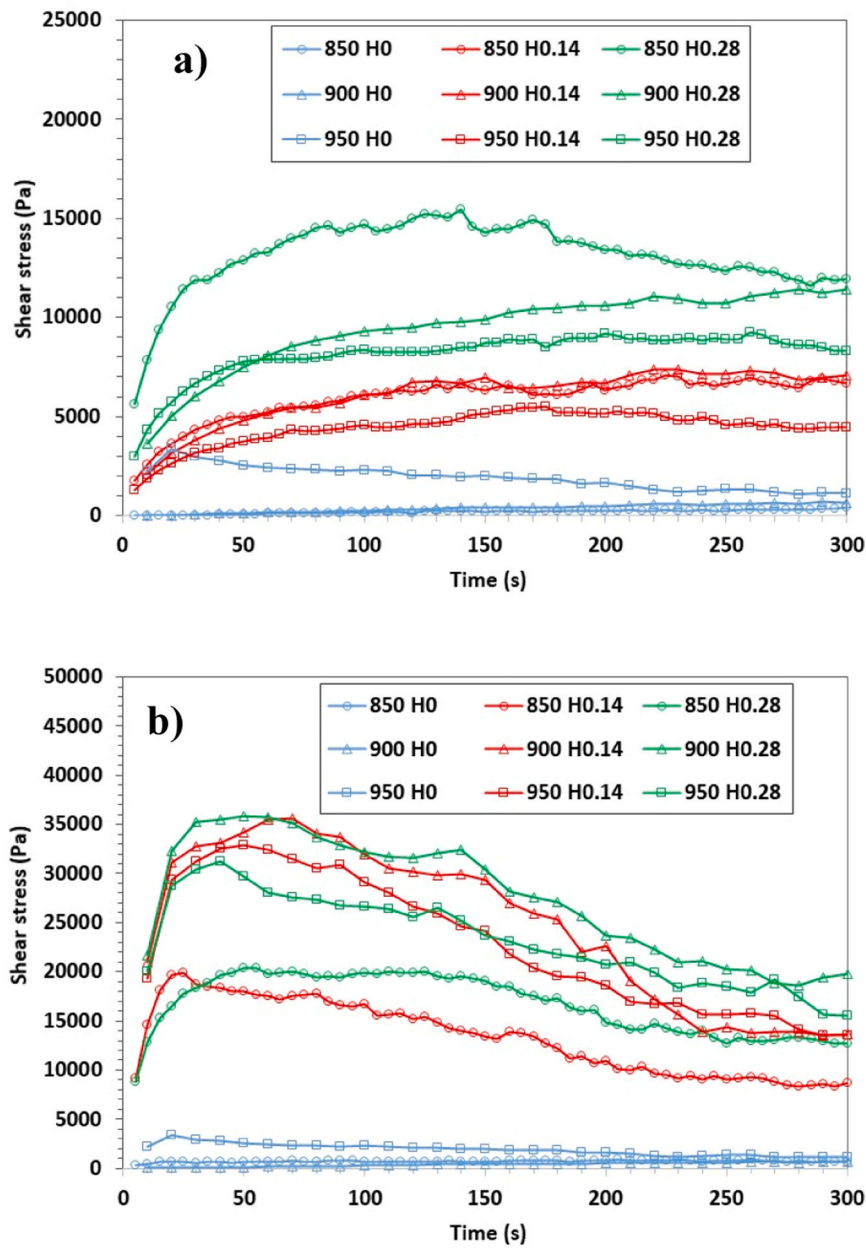 25000
a)
850 H0 850 H0.14 850 H0.28
900 H0 900 H0.14 900 H0.28
950 H0 950 H0.14 950 H0.28
20000
15000
10000
5000
0
Shear stress (Pa)
0 50 100 150 200 250 300
Time (s)
50000
b)
850 H0 850 H0.14 850 H0.28
900 H0 900 H0.14 900 H0.28
950 H0 950 H0.14 950 H0.28
45000
40000
35000
30000
25000
20000
15000
10000
5000
0
Shear stress (Pa)
0 50 100 150 200 250 300
Time (s)